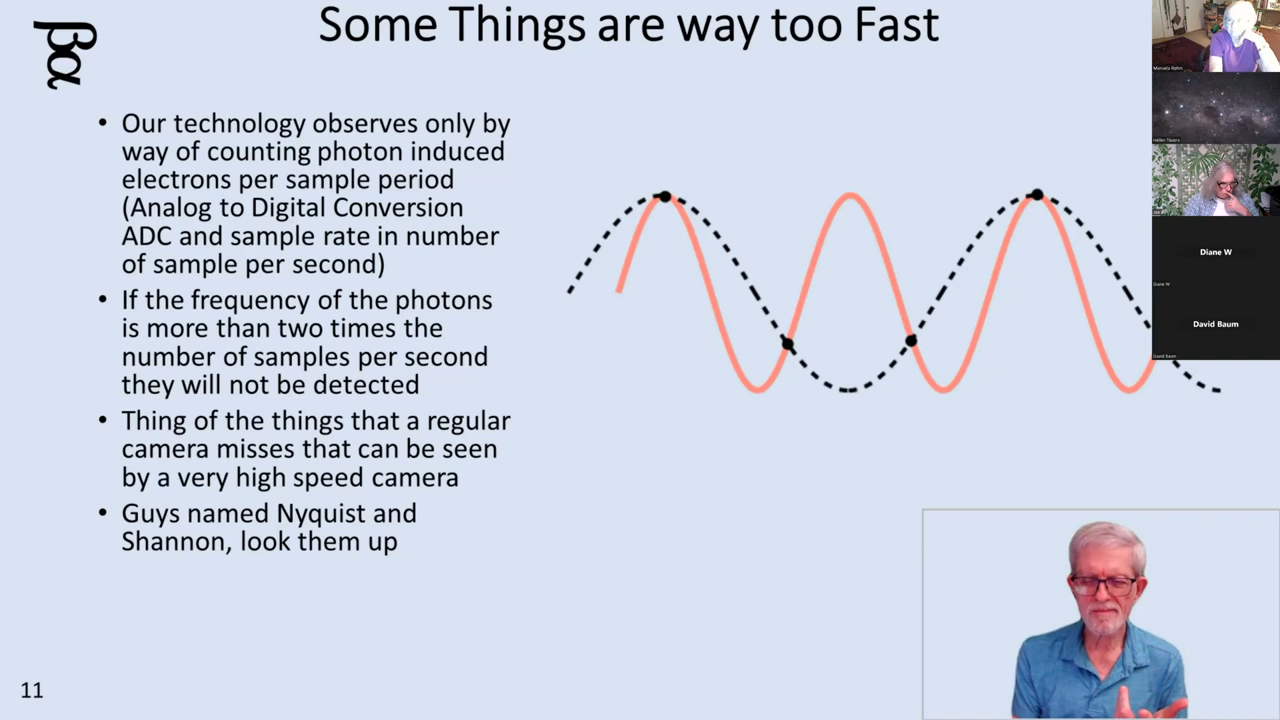 βα
Some Things are way too Fast
• Our technology observes only by
way of counting photon induced
electrons per sample period
(Analog to Digital Conversion
ADC and sample rate in number
of sample per second)
• If the frequency of the photons
is more than two times the
number of samples per second
they will not be detected
• Thing of the things that a regular
camera misses that can be seen
by a very high speed camera
• Guys named Nyquist and
Shannon, look them up
11
Diane W
Diane W
David Baum
David Baum